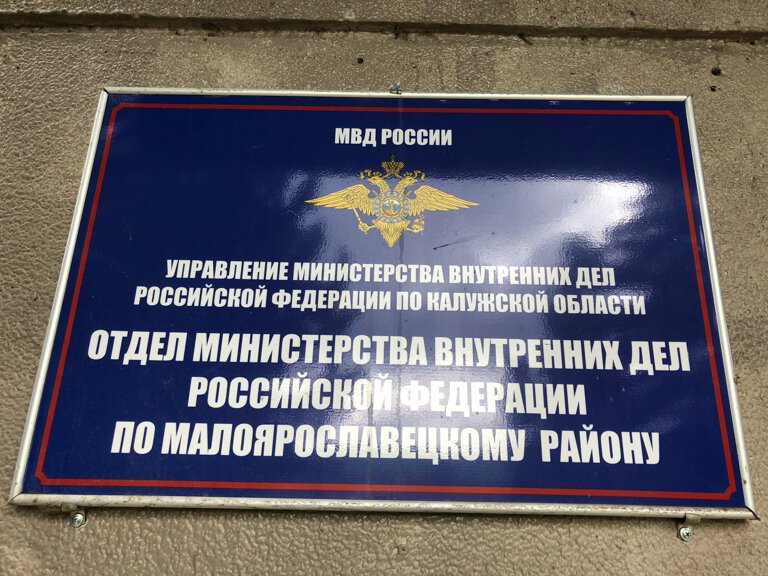 МВД РОССИИ
УПРАВЛЕНИЕ МИНИСТЕРСТВА ВНУТРЕННИХ ДЕЛ
РОССИЙСКОЙ ФЕДЕРАЦИИ ПО КАЛУЖСКОЙ ОБЛАСТИ
ОТДЕЛ МИНИСТЕРСТВА ВНУТРЕННИХ ДЕЛ
РОССИЙСКОЙ ФЕДЕРАЦИИ
ПО МАЛОЯРОСЛАВЕЦКОМУ РАЙОНУ